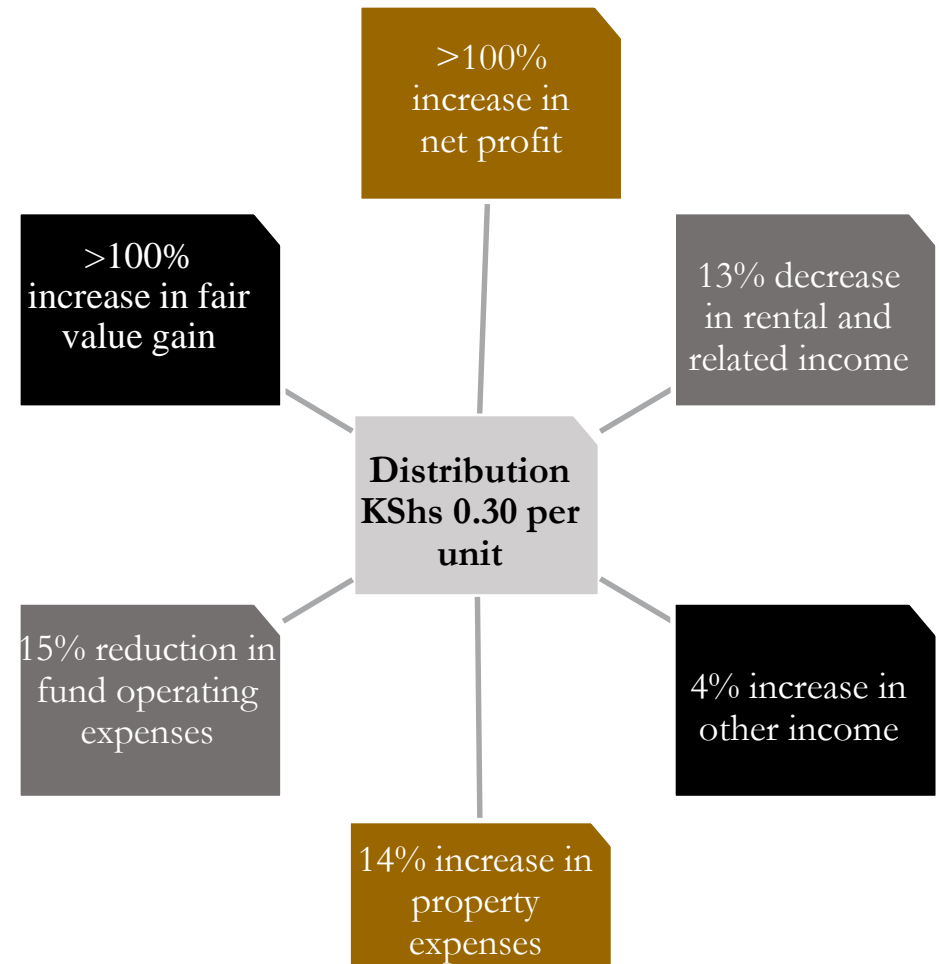 >100%
increase in
net profit
>100%
increase in fair
value gain
13% decrease
in rental and
related income
Distribution
KShs 0.30 per
unit
15% reduction in
fund operating
expenses
4% increase in
other income
14% increase in
property
expenses